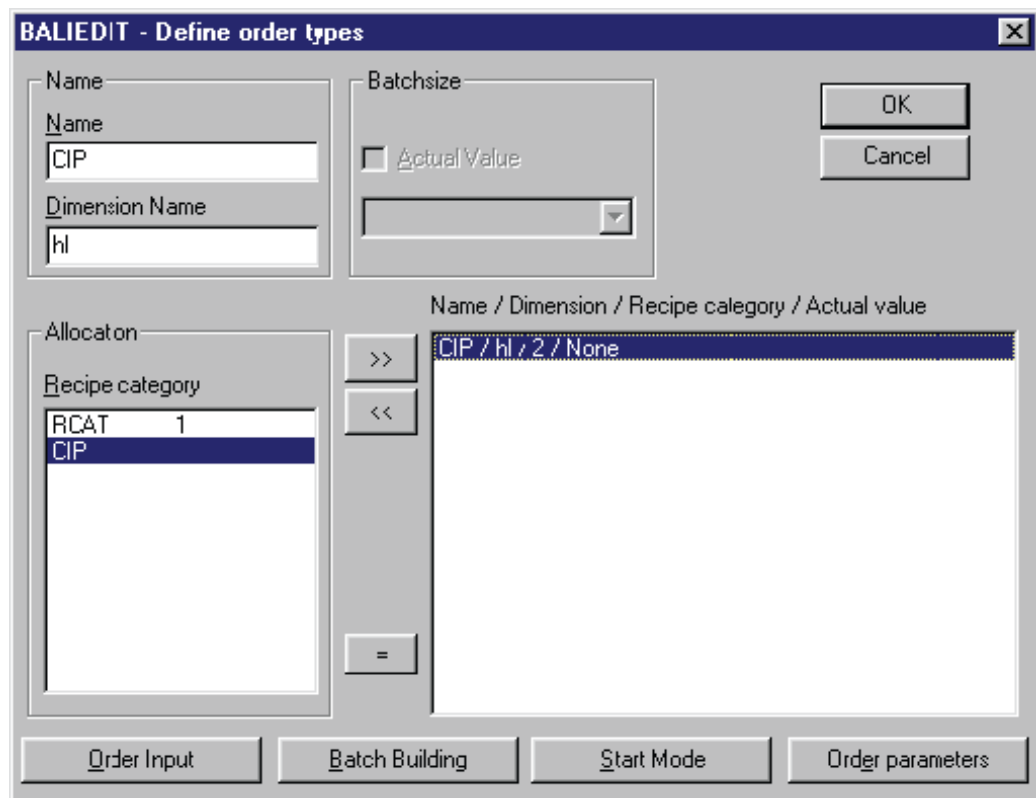 BALIEDIT - Define order types
Name
Name
CIP
Dimension Name
hl
Batchsize
Actual Value
OK
Cancel
Allocaton
Recipe category
RCAT 1
CIP
>>
<<
=
Name / Dimension / Recipe category / Actual value
CIP / hl / 2 / None
Order Input
Batch Building
Start Mode
Order parameters